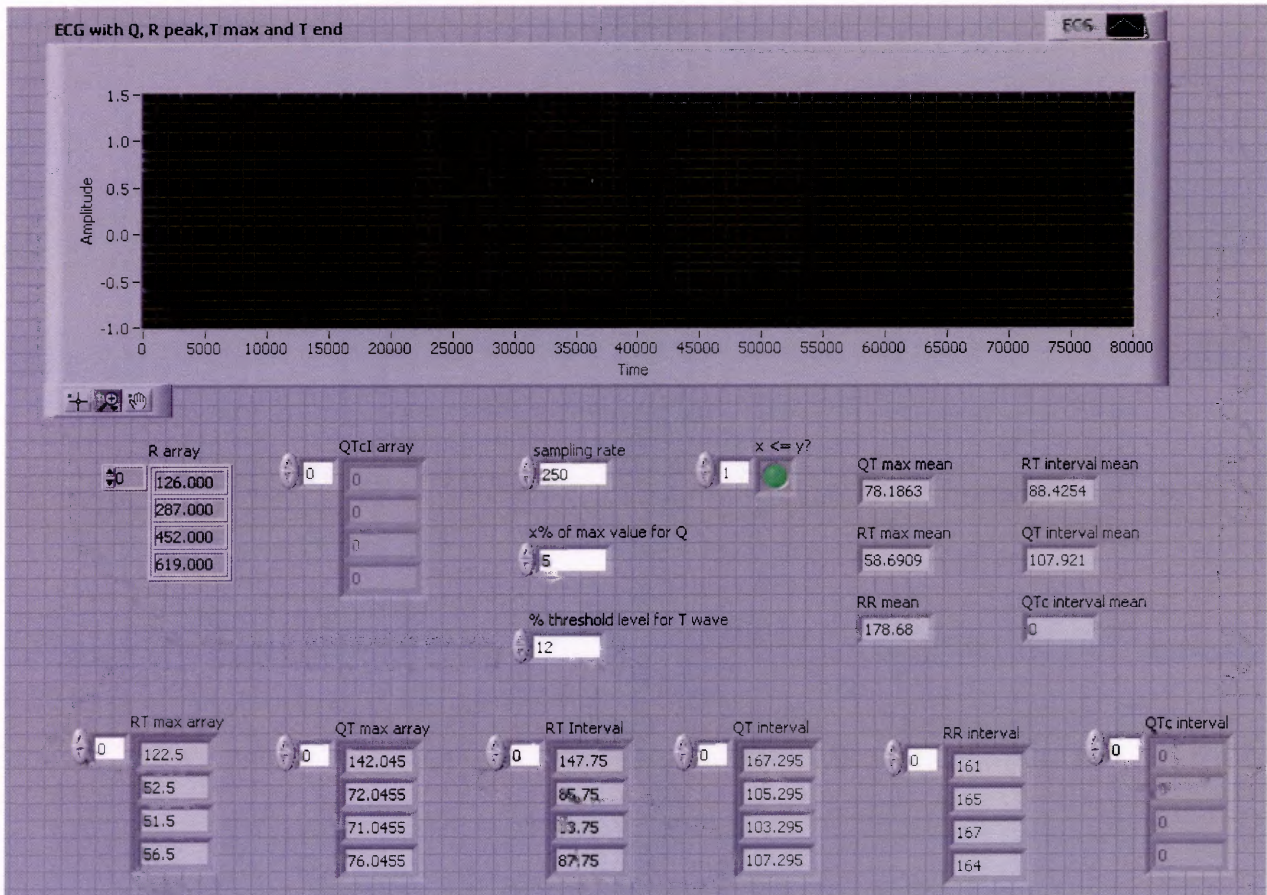 ECG with Q, R peak,T max and T end
ECG
1.5
1.0
0.5
0.0
-0.5
-1.0
Amplitude
0 5000 10000 15000 20000 25000 30000 35000 40000 45000 50000 55000 60000 65000 70000 75000 80000
Time
R array
0
126.000
287.000
452.000
619.000
QTcI array
0
0
0
0
0
sampling rate
250
x% of max value for Q
5
% threshold level for T wave
12
x <= y?
1
QT max mean
78.1863
RT interval mean
88.4254
RT max mean
58.6909
QT interval mean
107.921
RR mean
178.68
QTc interval mean
0
RT max array
0
122.5
52.5
51.5
56.5
QT max array
0
142.045
72.0455
71.0455
76.0455
RT Interval
0
147.75
87.75
QT interval
0
167.295
105.295
103.295
107.295
RR interval
0
161
165
167
164
QTc interval
0
0
0
0
0